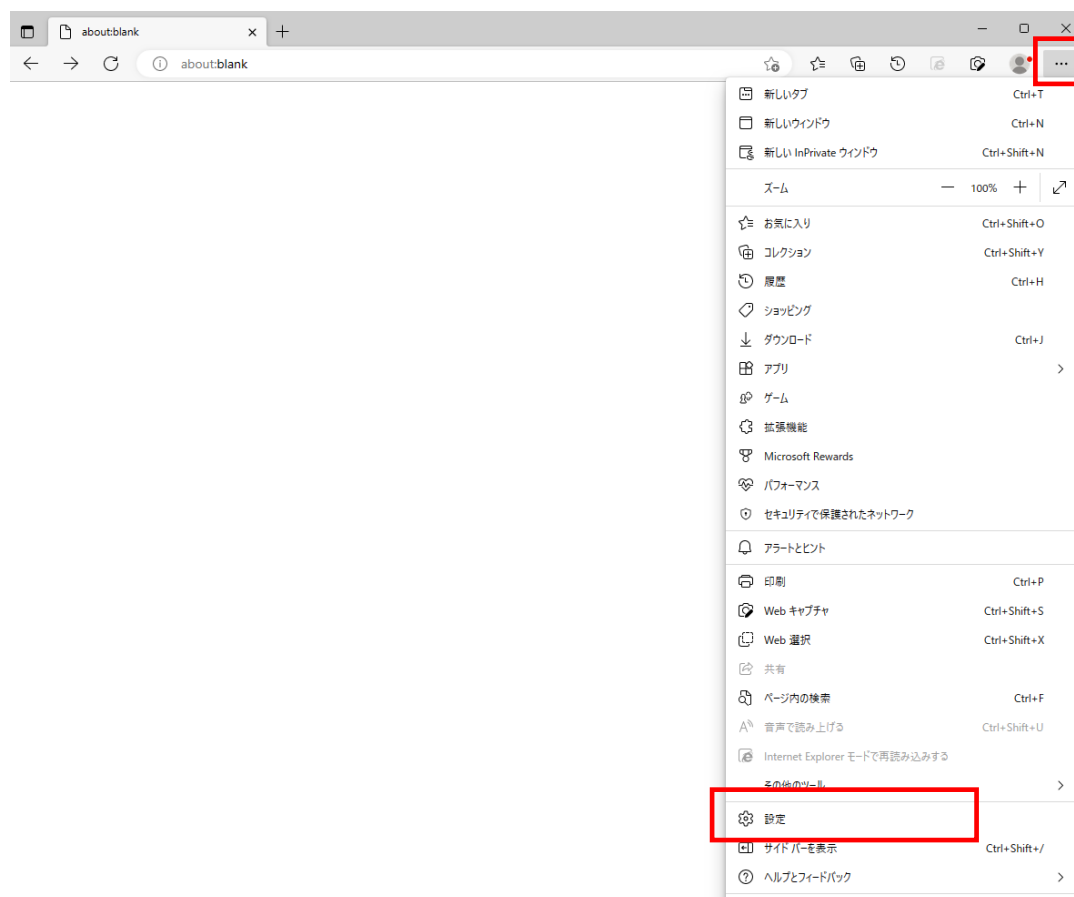 about:blank
about:blank
新しいタブ Ctrl+T
新しいウィンドウ Ctrl+N
新しい InPrivate ウィンドウ Ctrl+Shift+N
ズーム 100%
お気に入り Ctrl+Shift+O
コレクション Ctrl+Shift+Y
履歴 Ctrl+H
ショッピング
ダウンロード Ctrl+J
アプリ
ゲーム
拡張機能
Microsoft Rewards
パフォーマンス
セキュリティで保護されたネットワーク
アラートとヒント
印刷 Ctrl+P
Web キャプチャ Ctrl+Shift+S
Web 選択 Ctrl+Shift+X
共有
ページ内の検索 Ctrl+F
音声で読み上げる Ctrl+Shift+U
Internet Explorer モードで再読み込みする
その他のツール
設定
サイド バーを表示 Ctrl+Shift+/
ヘルプとフィードバック